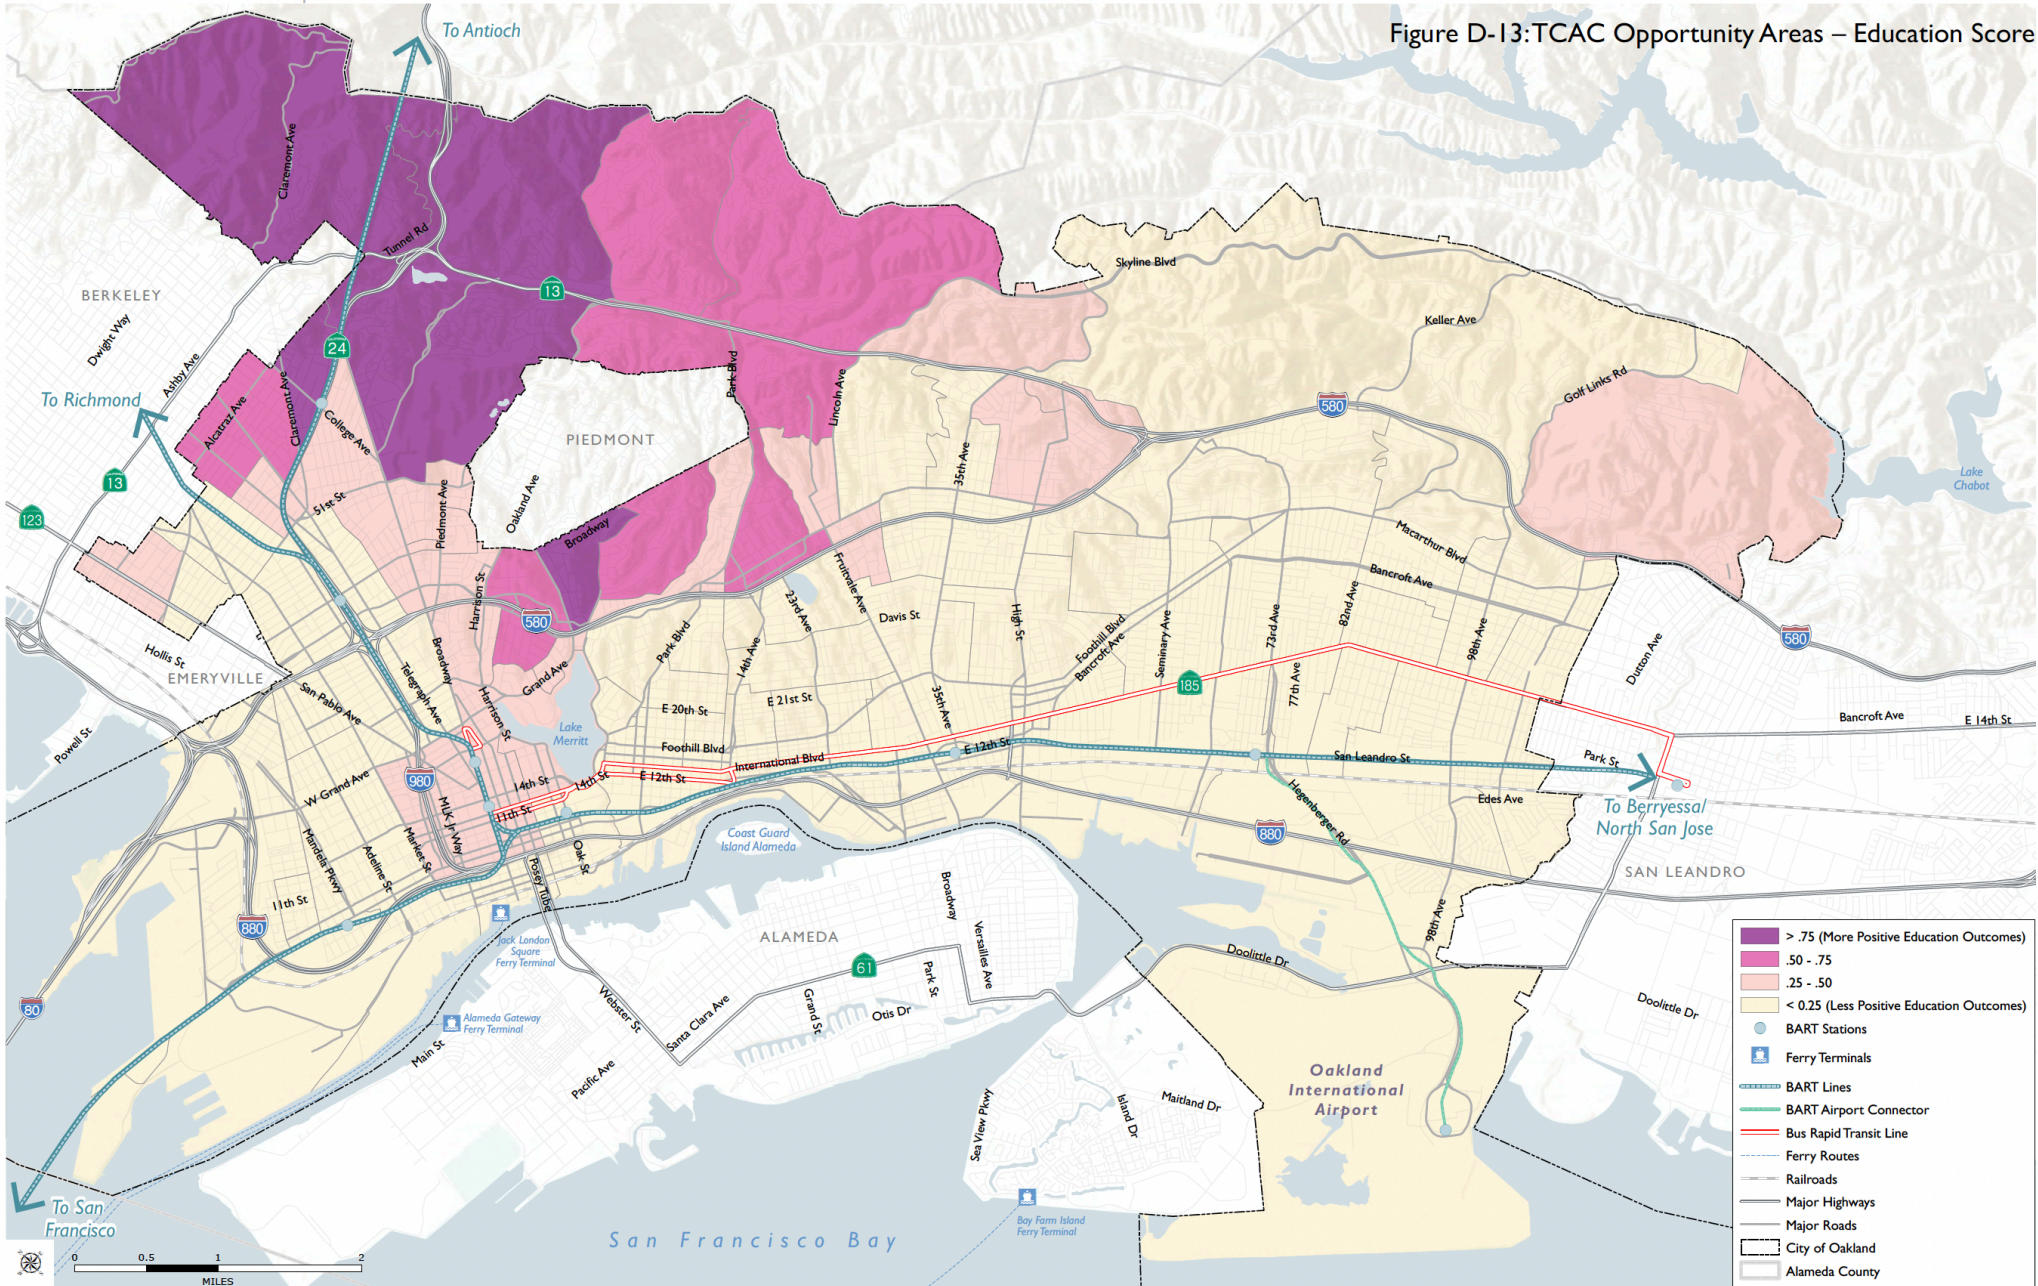 Figure D-13: TCAC Opportunity Areas – Education Score
To Antioch
Claremont Ave
Tunnel Rd
13
BERKELEY
Dwight Way
Ashby Ave
24
To Richmond
Alcatraz Ave
Claremont Ave
College Ave
13
123
51st St
Piedmont Ave
PIEDMONT
Oakland Ave
Broadway
Park Blvd
Lincoln Ave
Skyline Blvd
Keller Ave
580
Golf Links Rd
Lake
Chabot
35th Ave
Macarthur Blvd
Bancroft Ave
Harrison St
580
Fruitvale Ave
23rd Ave
Davis St
High St
Foothill Blvd
Bancroft Ave
Seminary Ave
73rd Ave
82nd Ave
98th Ave
Dutton Ave
580
Hollis St
EMERYVILLE
Powell St
San Pablo Ave
Telegraph Ave
Broadway
Harrison St
Grand Ave
Park Blvd
14th Ave
E 20th St
E 21st St
35th Ave
185
77th Ave
Bancroft Ave
E 14th St
Lake
Merritt
Foothill Blvd
International Blvd
E 12th St
E 12th St
San Leandro St
Park St
To Berryessa/
North San Jose
SAN LEANDRO
W Grand Ave
980
14th St
14th St
11th St
MLK Jr Way
Market St
Adeline St
Mandela Pkwy
11th St
880
Oak St
Posey Tube
Coast Guard
Island Alameda
Hegenberger Rd
880
Edes Ave
98th Ave
Jack London
Square
Ferry Terminal
ALAMEDA
Broadway
Versailles Ave
61
Park St
Grand St
Otis Dr
Santa Clara Ave
Webster St
Alameda Gateway
Ferry Terminal
Main St
Pacific Ave
Doolittle Dr
Doolittle Dr
80
Oakland
International
Airport
Sea View Pkwy
Island Dr
Maitland Dr
Bay Farm Island
Ferry Terminal
To San
Francisco
San Francisco Bay
0 0.5 1 2
MILES
> .75 (More Positive Education Outcomes)
.50 - .75
.25 - .50
< 0.25 (Less Positive Education Outcomes)
BART Stations
Ferry Terminals
BART Lines
BART Airport Connector
Bus Rapid Transit Line
Ferry Routes
Railroads
Major Highways
Major Roads
City of Oakland
Alameda County